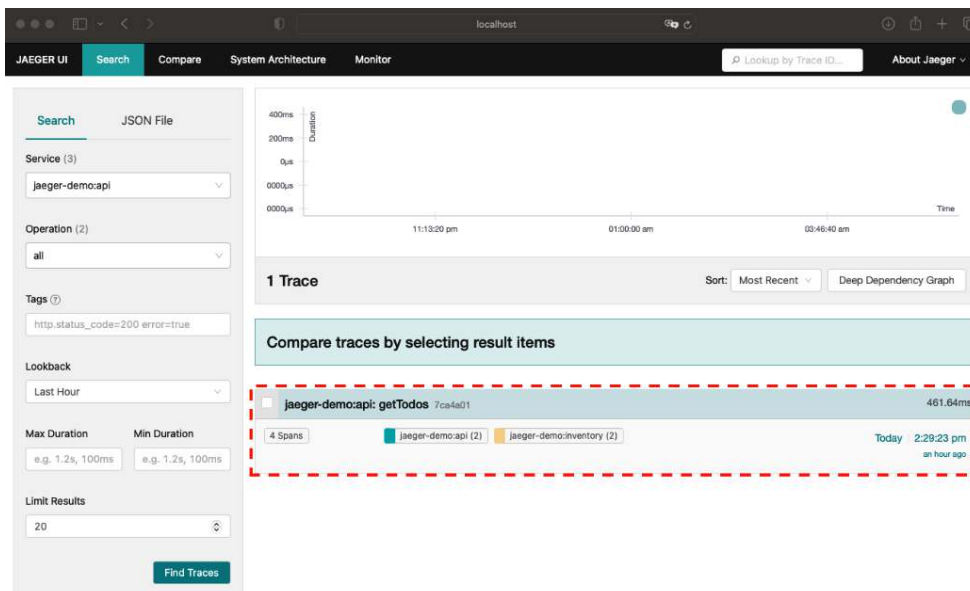 localhost
JAEGER UI Search Compare System Architecture Monitor Lookup by Trace ID... About Jaeger
Search JSON File
Service (3)
jaeger-demo:api
Operation (2)
all
Tags ?
http.status_code=200 error=true
Lookback
Last Hour
Max Duration Min Duration
e.g. 1.2s, 100ms e.g. 1.2s, 100ms
Limit Results
20
Find Traces
Duration
400ms
200ms
0μs
0000μs
0000μs
Time
11:13:20 pm 01:00:00 am 03:46:40 am
1 Trace Sort: Most Recent Deep Dependency Graph
Compare traces by selecting result items
jaeger-demo:api: getTodos 7ca4a01 461.64ms
4 Spans jaeger-demo:api (2) jaeger-demo:inventory (2) Today 2:29:23 pm
an hour ago